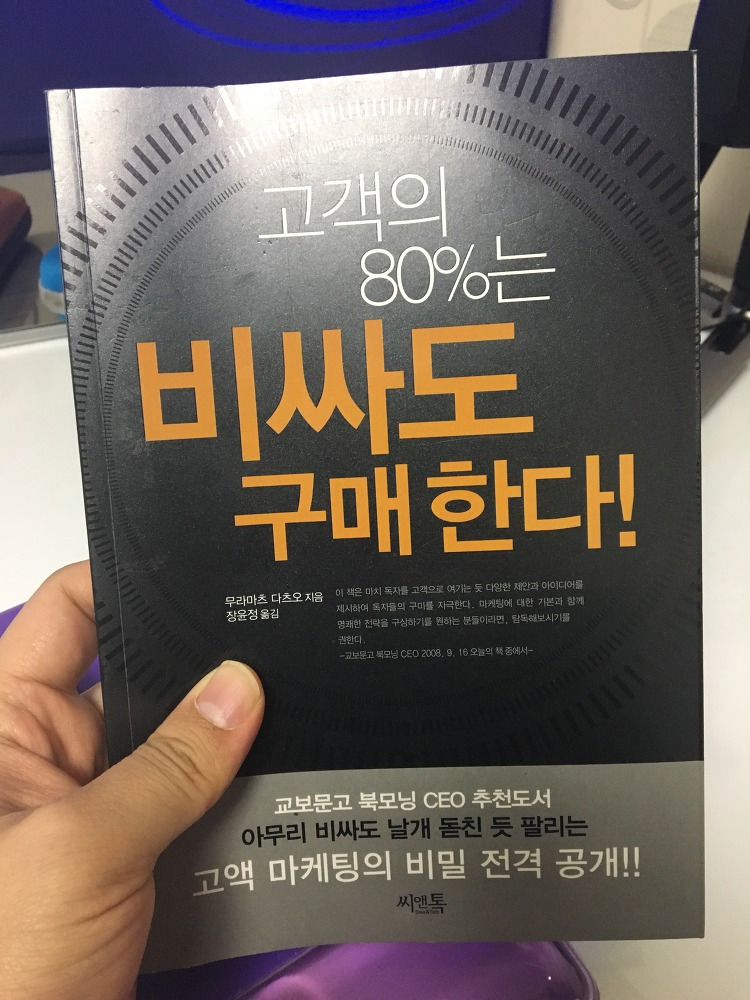 고객의
80%는
비싸도
구매 한다!
무라마츠 다츠오 지음
장윤정 옮김
이 책은 마치 독자를 고객으로 여기는 듯 다양한 제안과 아이디어를
제시하여 독자들의 구미를 자극한다. 마케팅에 대한 기본과 함께
명쾌한 전략을 구상하기를 원하는 분들이라면, 탐독해보시기를
권한다.
-교보문고 북모닝 CEO 2008. 9. 16 오늘의 책 중에서-
교보문고 북모닝 CEO 추천도서
아무리 비싸도 날개 돋친 듯 팔리는
고액 마케팅의 비밀 전격 공개!!
씨앤톡